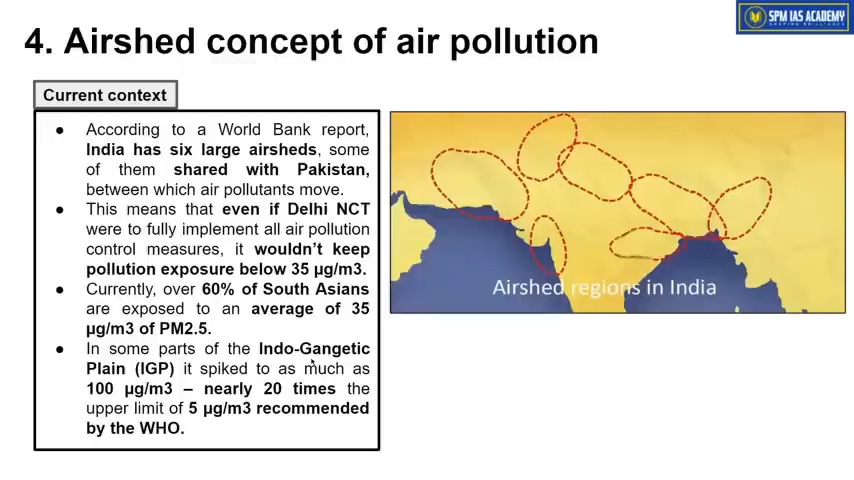 SPM IAS ACADEMY
4. Airshed concept of air pollution
Current context
● According to a World Bank report,
India has six large airsheds, some
of them shared with Pakistan,
between which air pollutants move.
● This means that even if Delhi NCT
were to fully implement all air pollution
control measures, it wouldn’t keep
pollution exposure below 35 μg/m3.
● Currently, over 60% of South Asians
are exposed to an average of 35
μg/m3 of PM2.5.
● In some parts of the Indo-Gangetic
Plain (IGP) it spiked to as much as
100 μg/m3 – nearly 20 times the
upper limit of 5 μg/m3 recommended
by the WHO.
Airshed regions in India